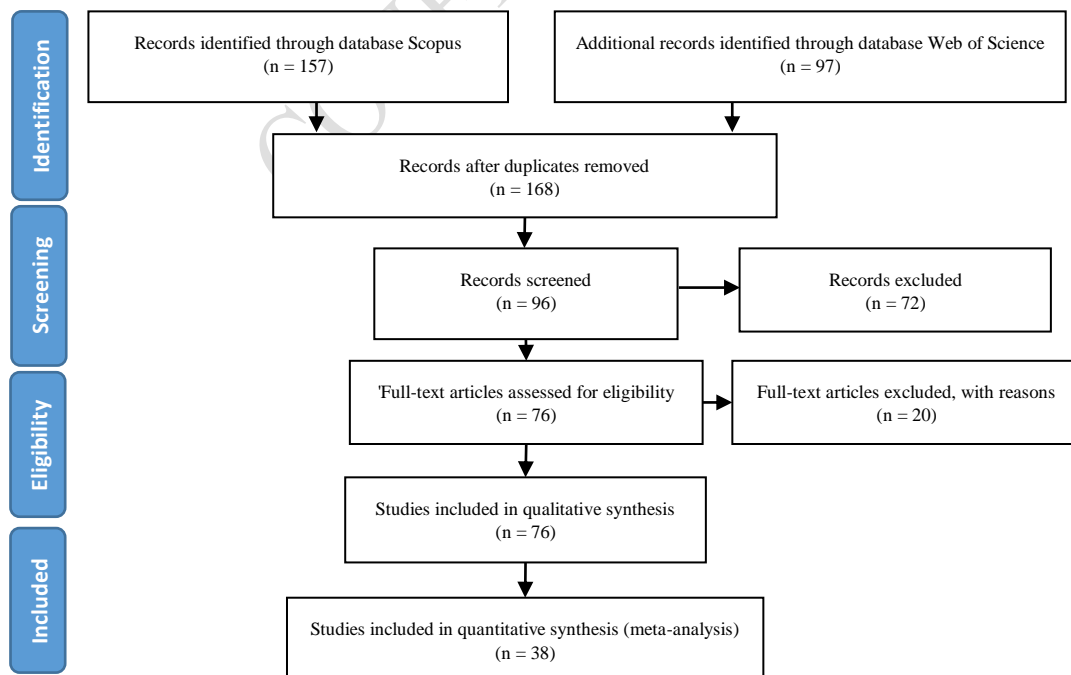 Records identified through database Scopus
(n = 157)
Additional records identified through database Web of Science
(n = 97)
Identification
Records after duplicates removed
(n = 168)
Screening
Records screened
(n = 96)
Records excluded
(n = 72)
Eligibility
'Full-text articles assessed for eligibility
(n = 76)
Full-text articles excluded, with reasons
(n = 20)
Studies included in qualitative synthesis
(n = 76)
Included
Studies included in quantitative synthesis (meta-analysis)
(n = 38)